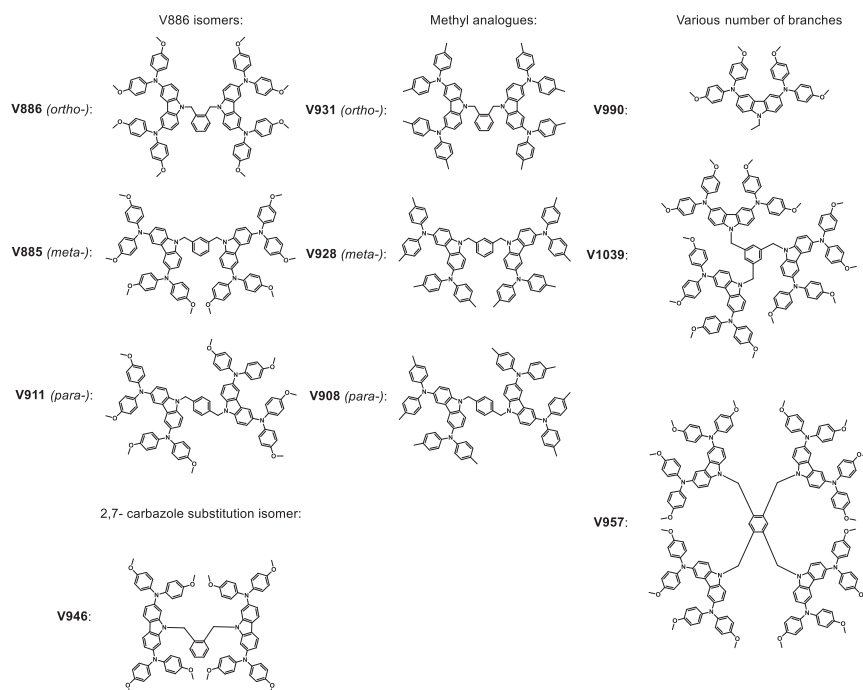 V886 isomers:
Methyl analogues:
Various number of branches
V886 (ortho-):
V931 (ortho-):
V990:
V885 (meta-):
V928 (meta-):
V1039:
V911 (para-):
V908 (para-):
2,7- carbazole substitution isomer:
V957:
V946: